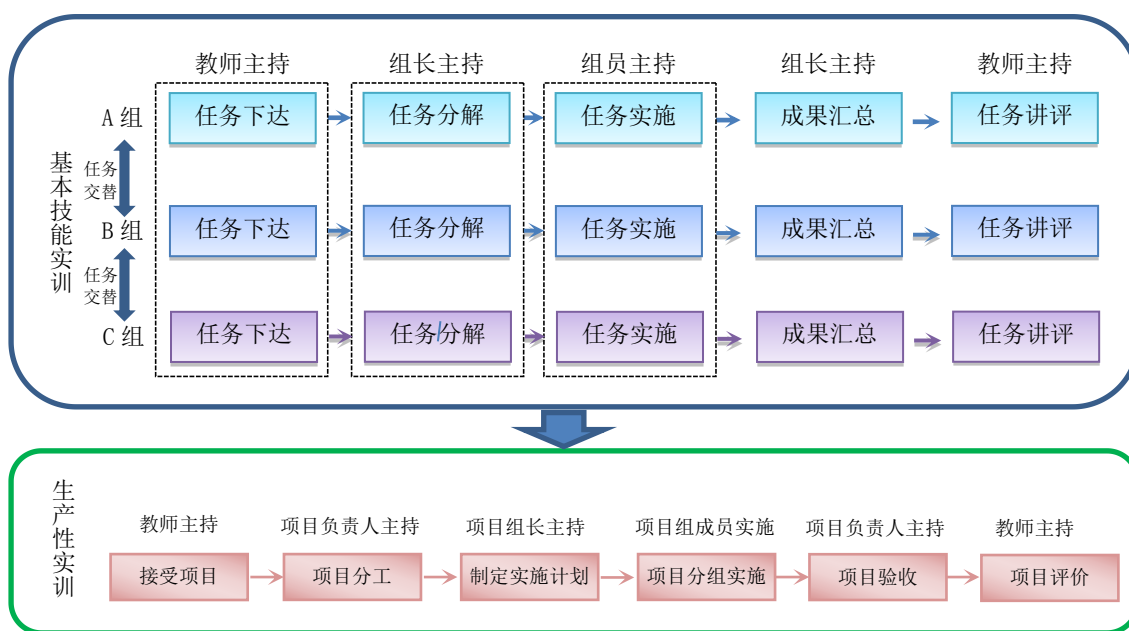 教师主持 组长主持 组员主持 组长主持 教师主持
A 组 任务下达 任务分解 任务实施 成果汇总 任务讲评
基本技能实训
任务
交替
B 组 任务下达 任务分解 任务实施 成果汇总 任务讲评
任务
交替
C 组 任务下达 任务/分解 任务实施 成果汇总 任务讲评
生产性实训
教师主持 项目负责人主持 项目组长主持 项目组成员实施 项目负责人主持 教师主持
接受项目 项目分工 制定实施计划 项目分组实施 项目验收 项目评价